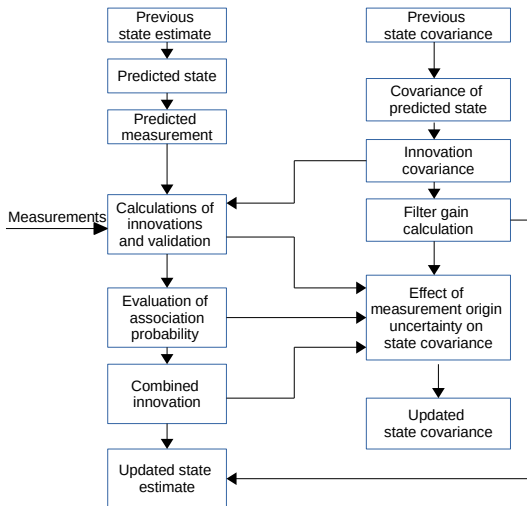 Previous
state estimate
Predicted state
Predicted
measurement
Measurements
Calculations of
innovations
and validation
Evaluation of
association
probability
Combined
innovation
Updated state
estimate
Previous
state covariance
Covariance of
predicted state
Innovation
covariance
Filter gain
calculation
Effect of
measurement origin
uncertainty on
state covariance
Updated
state covariance